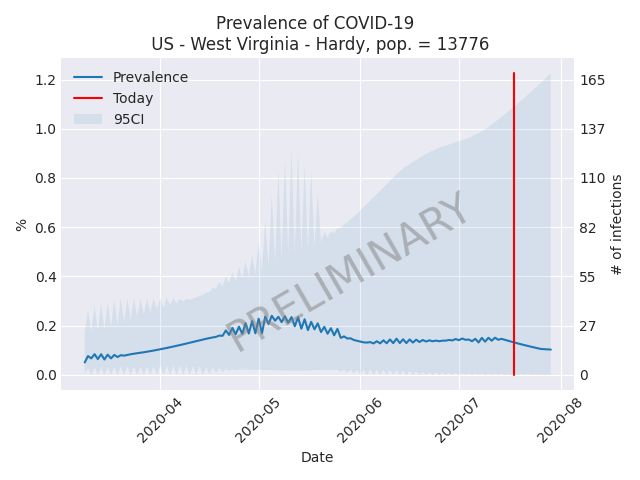 Prevalence of COVID-19
US - West Virginia - Hardy, pop. = 13776
Prevalence
Today
95CI
PRELIMINARY
%
1.2
1.0
0.8
0.6
0.4
0.2
0.0
165
137
110
82
55
27
0
# of infections
2020-04
2020-05
2020-06
2020-07
2020-08
Date